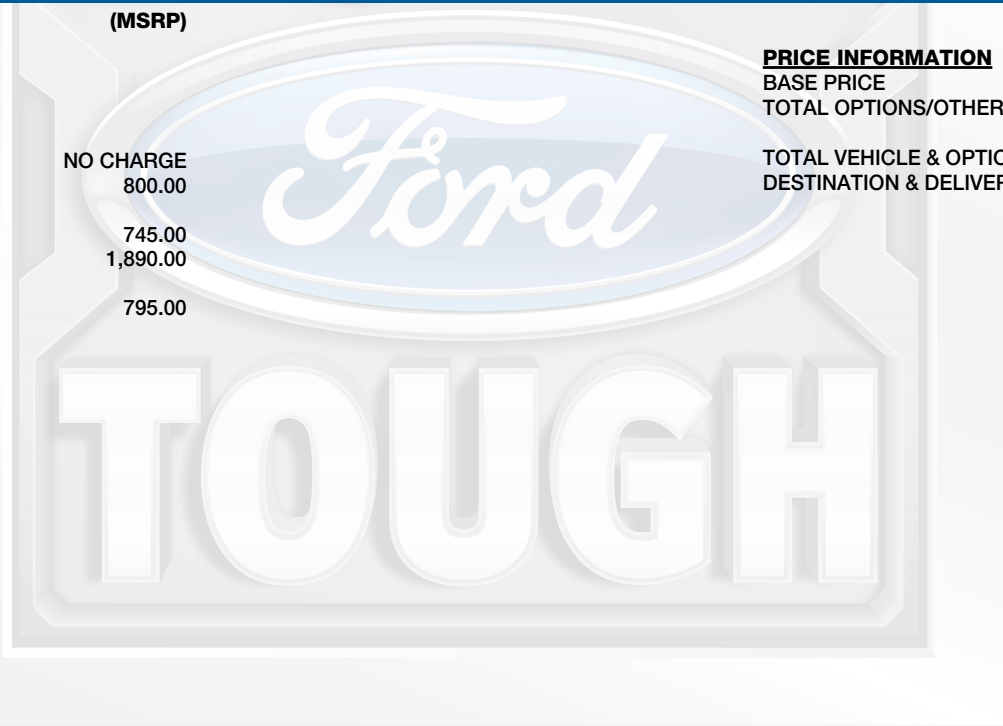 (MSRP)
NO CHARGE
800.00
745.00
1,890.00
795.00
PRICE INFORMATION
BASE PRICE
TOTAL OPTIONS/OTHER
TOTAL VEHICLE & OPTIO
DESTINATION & DELIVER
Ford
TOUGH